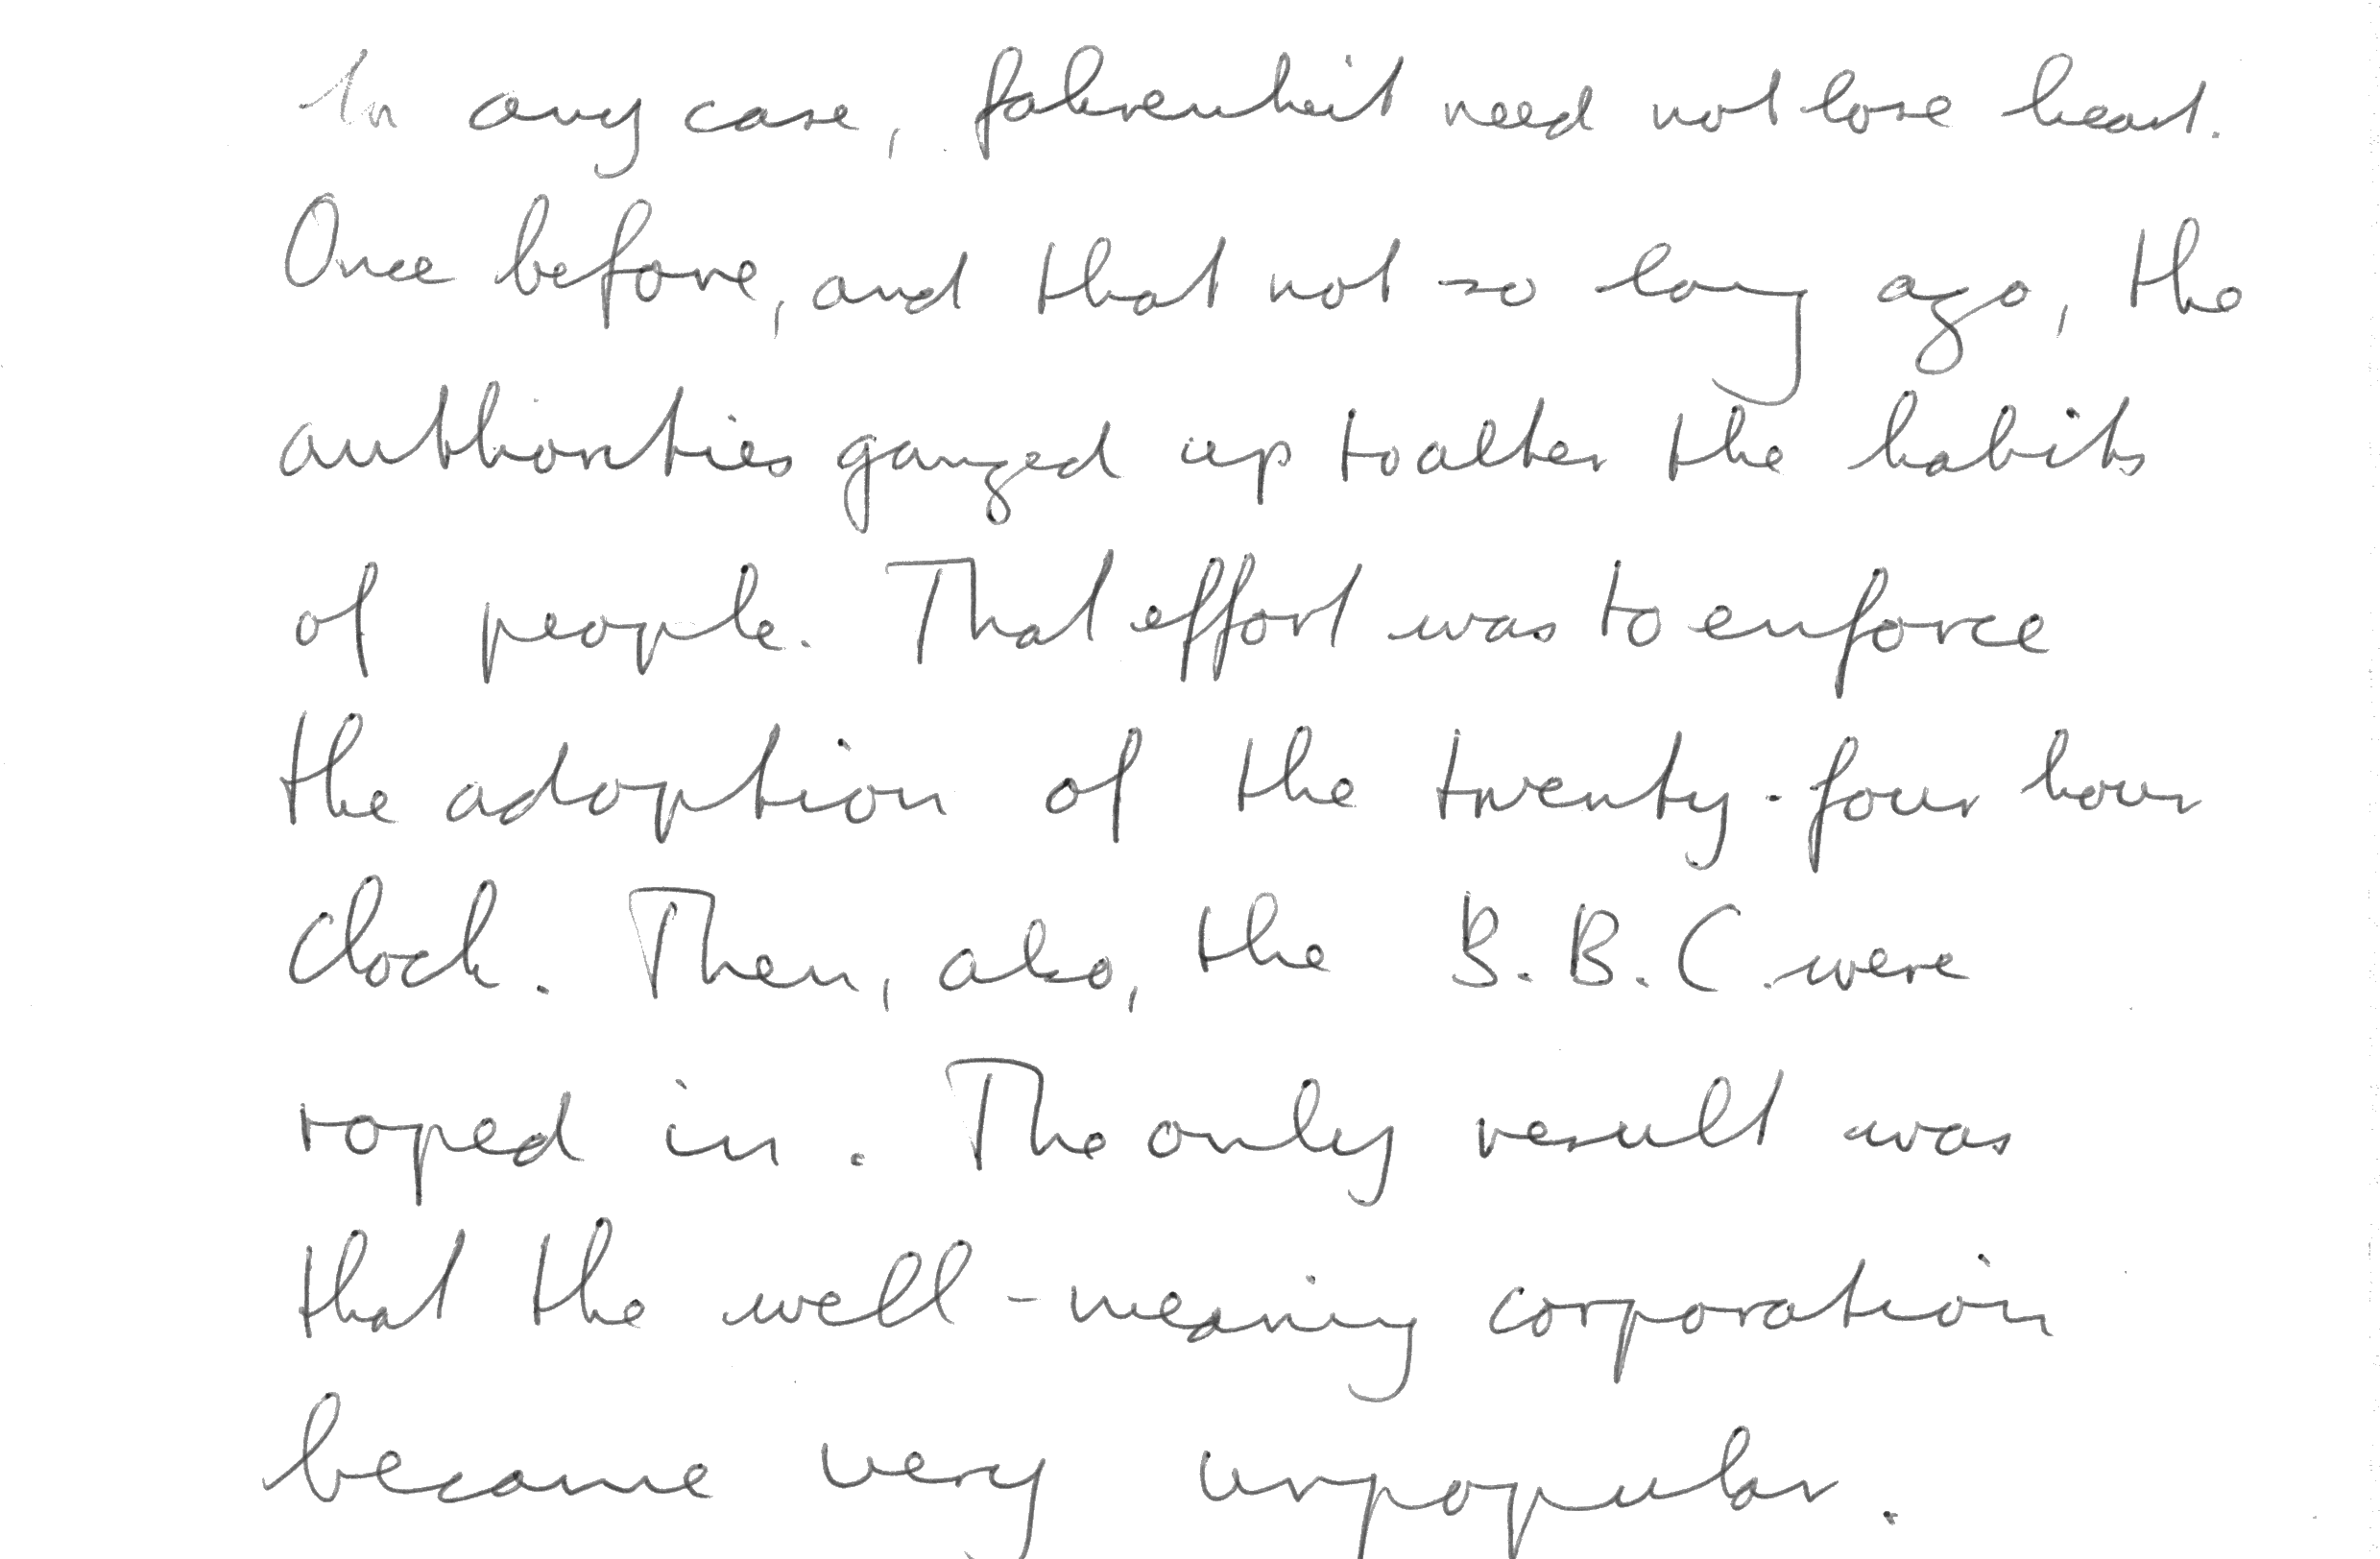 In any case, fahrenheit need not lose heart.
Once before, and that not so long ago, the
authorities ganged up to alter the habits
of people. That effort was to enforce
the adoption of the twenty-four hour
clock. Then, also, the B.B.C. were
roped in. The only result was
that the well-meaning corporation
became very unpopular.